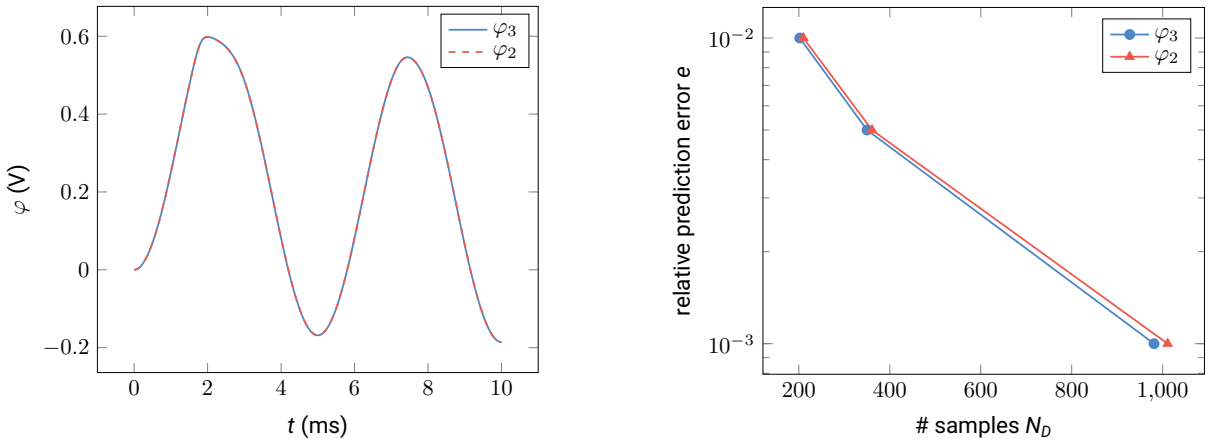 0.6
0.4
0.2
0
−0.2
φ (V)
0
2
4
6
8
10
t (ms)
φ₃
φ₂
10⁻²
10⁻³
relative prediction error e
200
400
600
800
1,000
# samples N_D
φ₃
φ₂